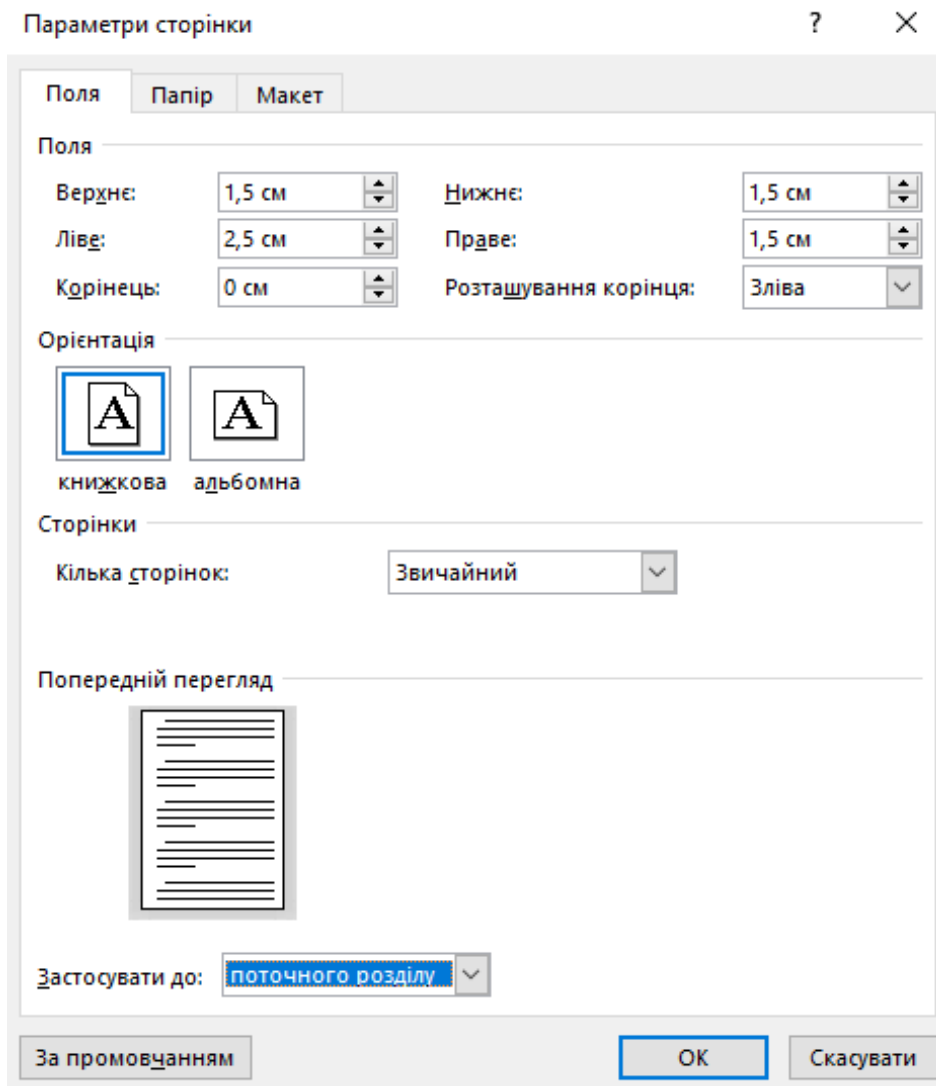 Параметри сторінки ? ✕
Поля Папір Макет
Поля
Верхнє: 1,5 см Нижнє: 1,5 см
Ліве: 2,5 см Праве: 1,5 см
Корінець: 0 см Розташування корінця: Зліва
Орієнтація
A A
книжкова альбомна
Сторінки
Кілька сторінок: Звичайний
Попередній перегляд
Застосувати до: поточного розділу
За промовчанням ОК Скасувати